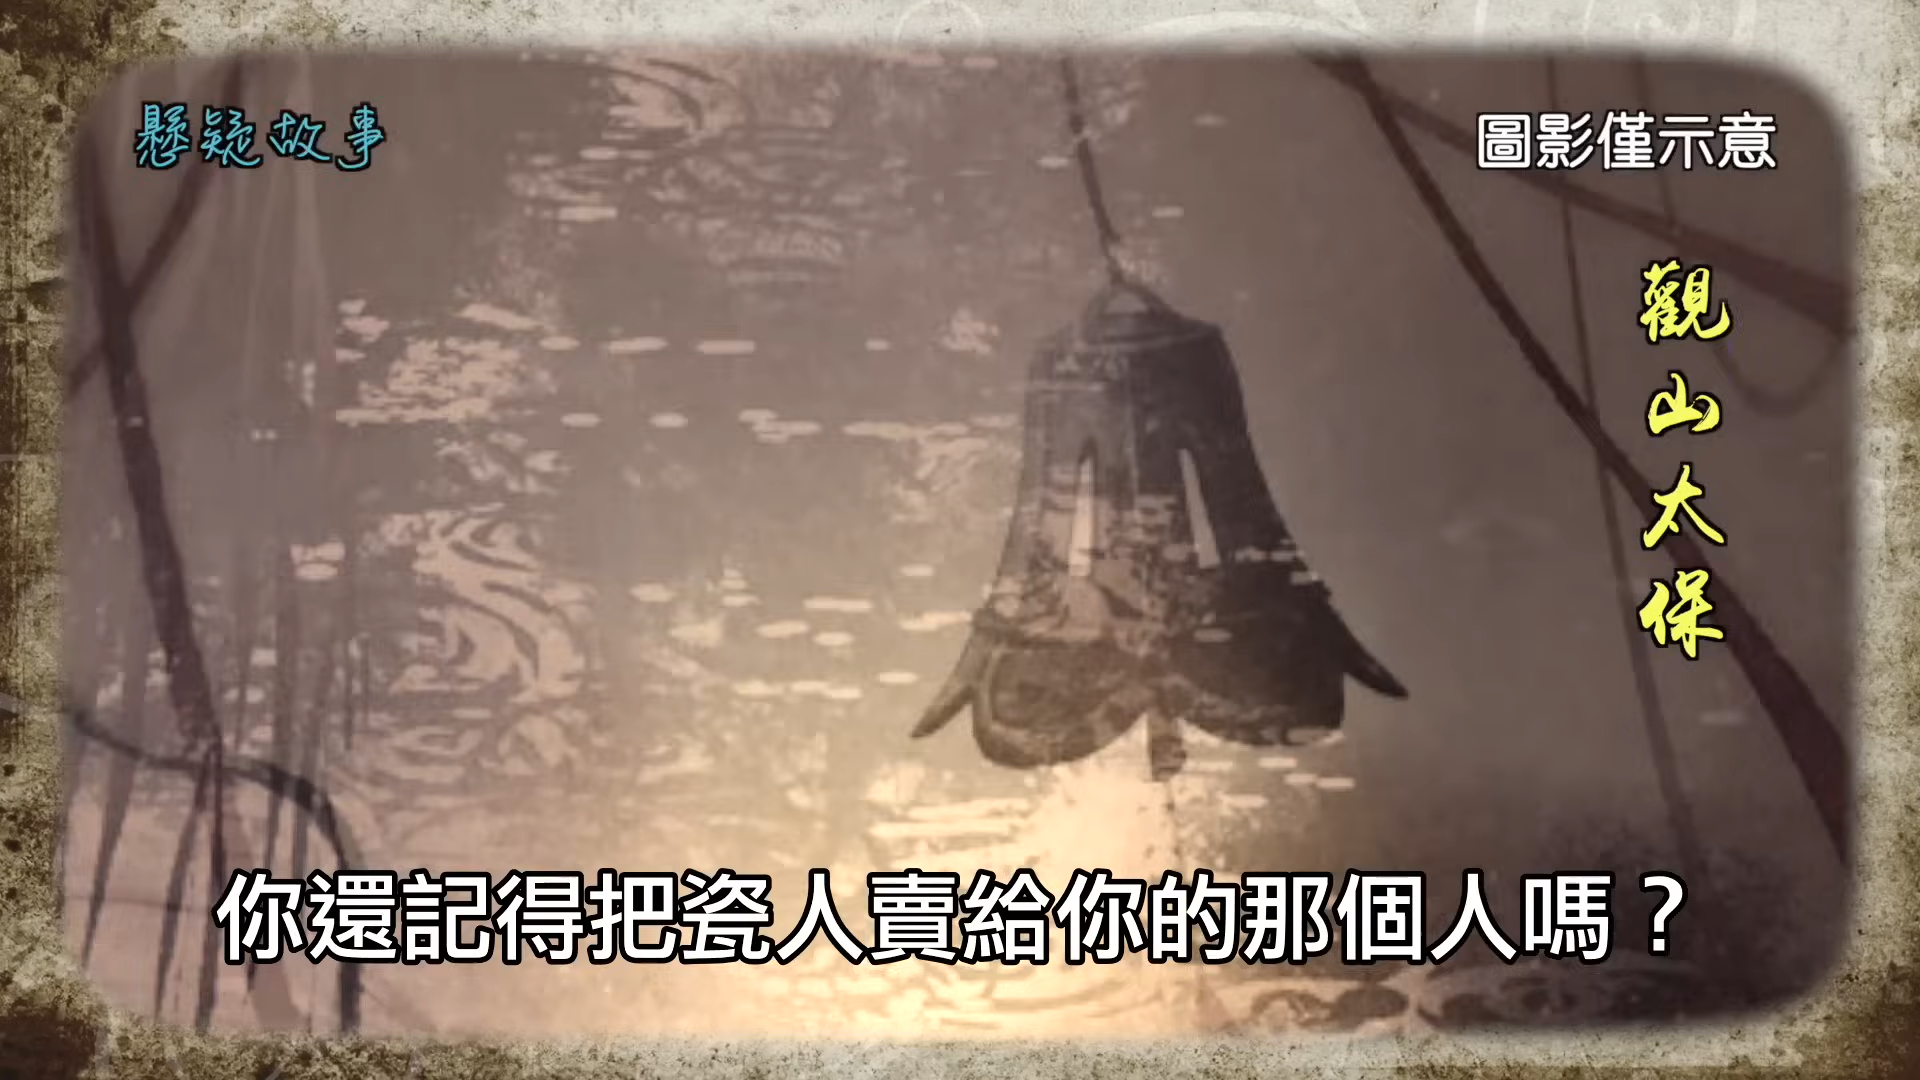 懸疑故事
圖影僅示意
觀山太保
你還記得把瓷人賣給你的那個人嗎？